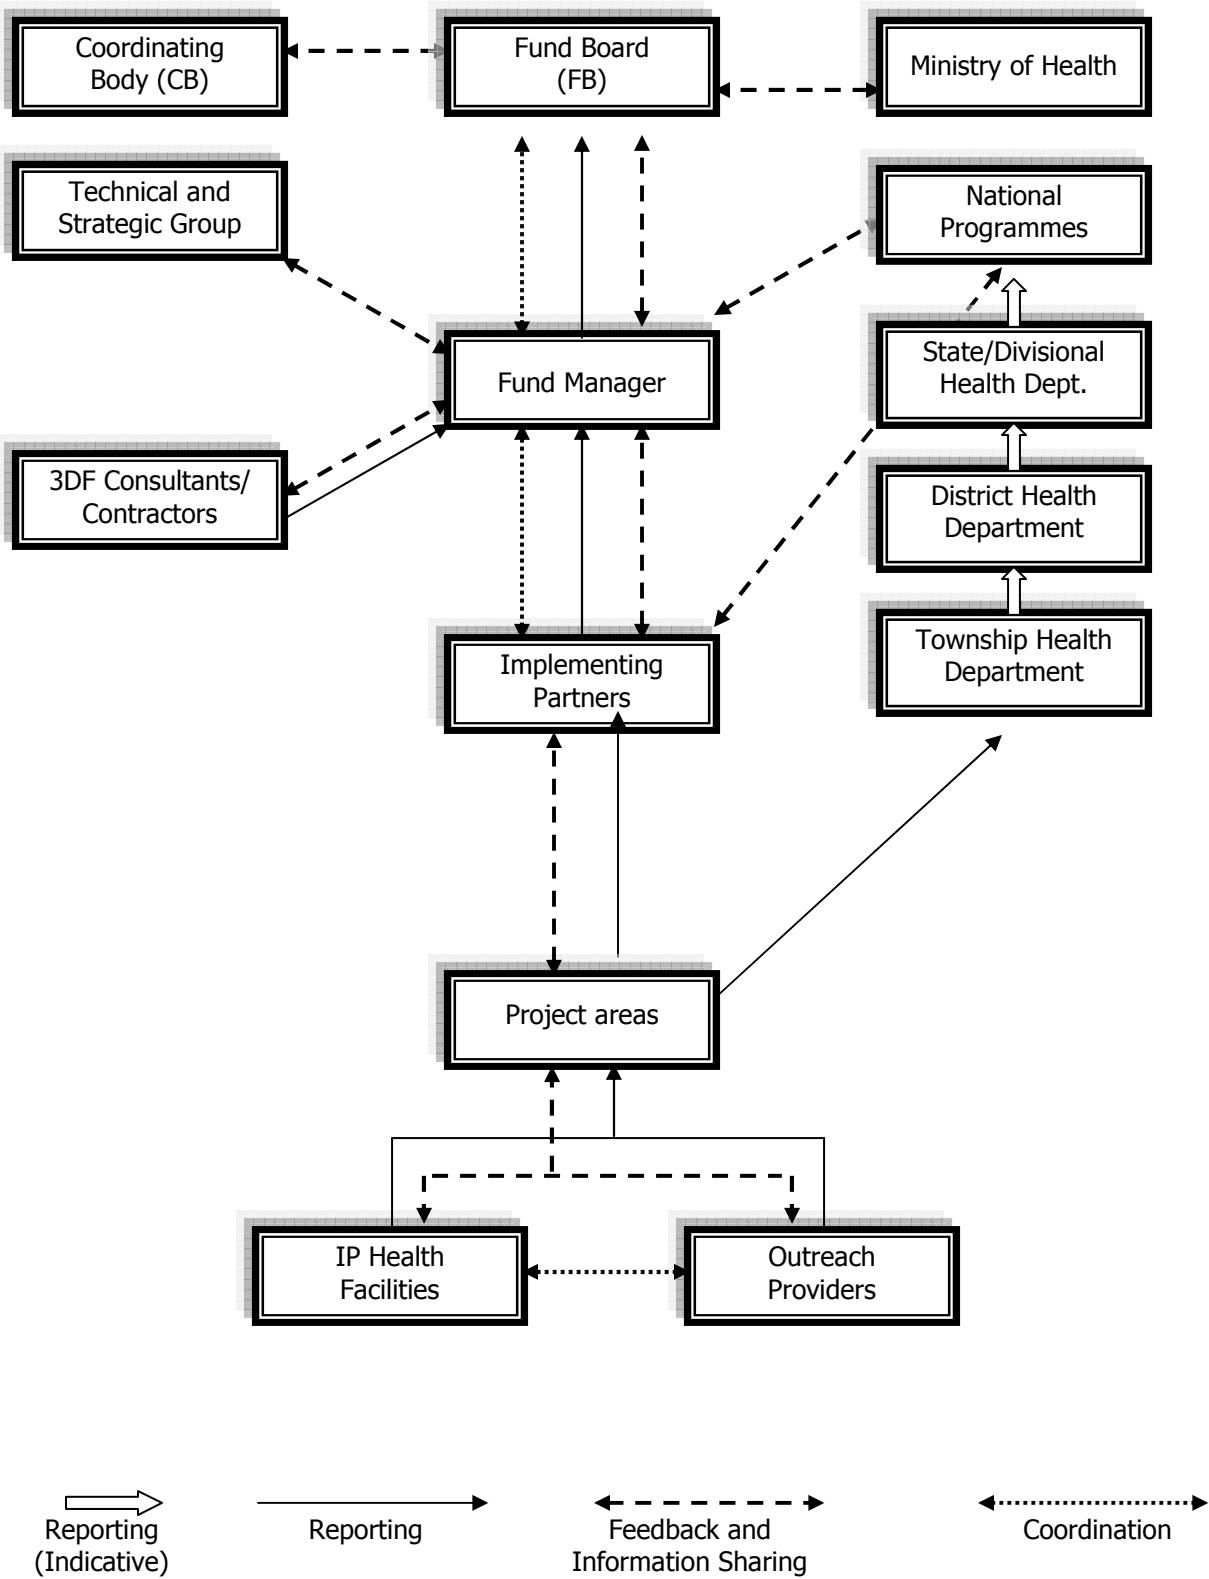 Coordinating
Body (CB)
Fund Board
(FB)
Ministry of Health
Technical and
Strategic Group
National
Programmes
Fund Manager
State/Divisional
Health Dept.
3DF Consultants/
Contractors
District Health
Department
Implementing
Partners
Township Health
Department
Project areas
IP Health
Facilities
Outreach
Providers
Reporting
(Indicative)
Reporting
Feedback and
Information Sharing
Coordination